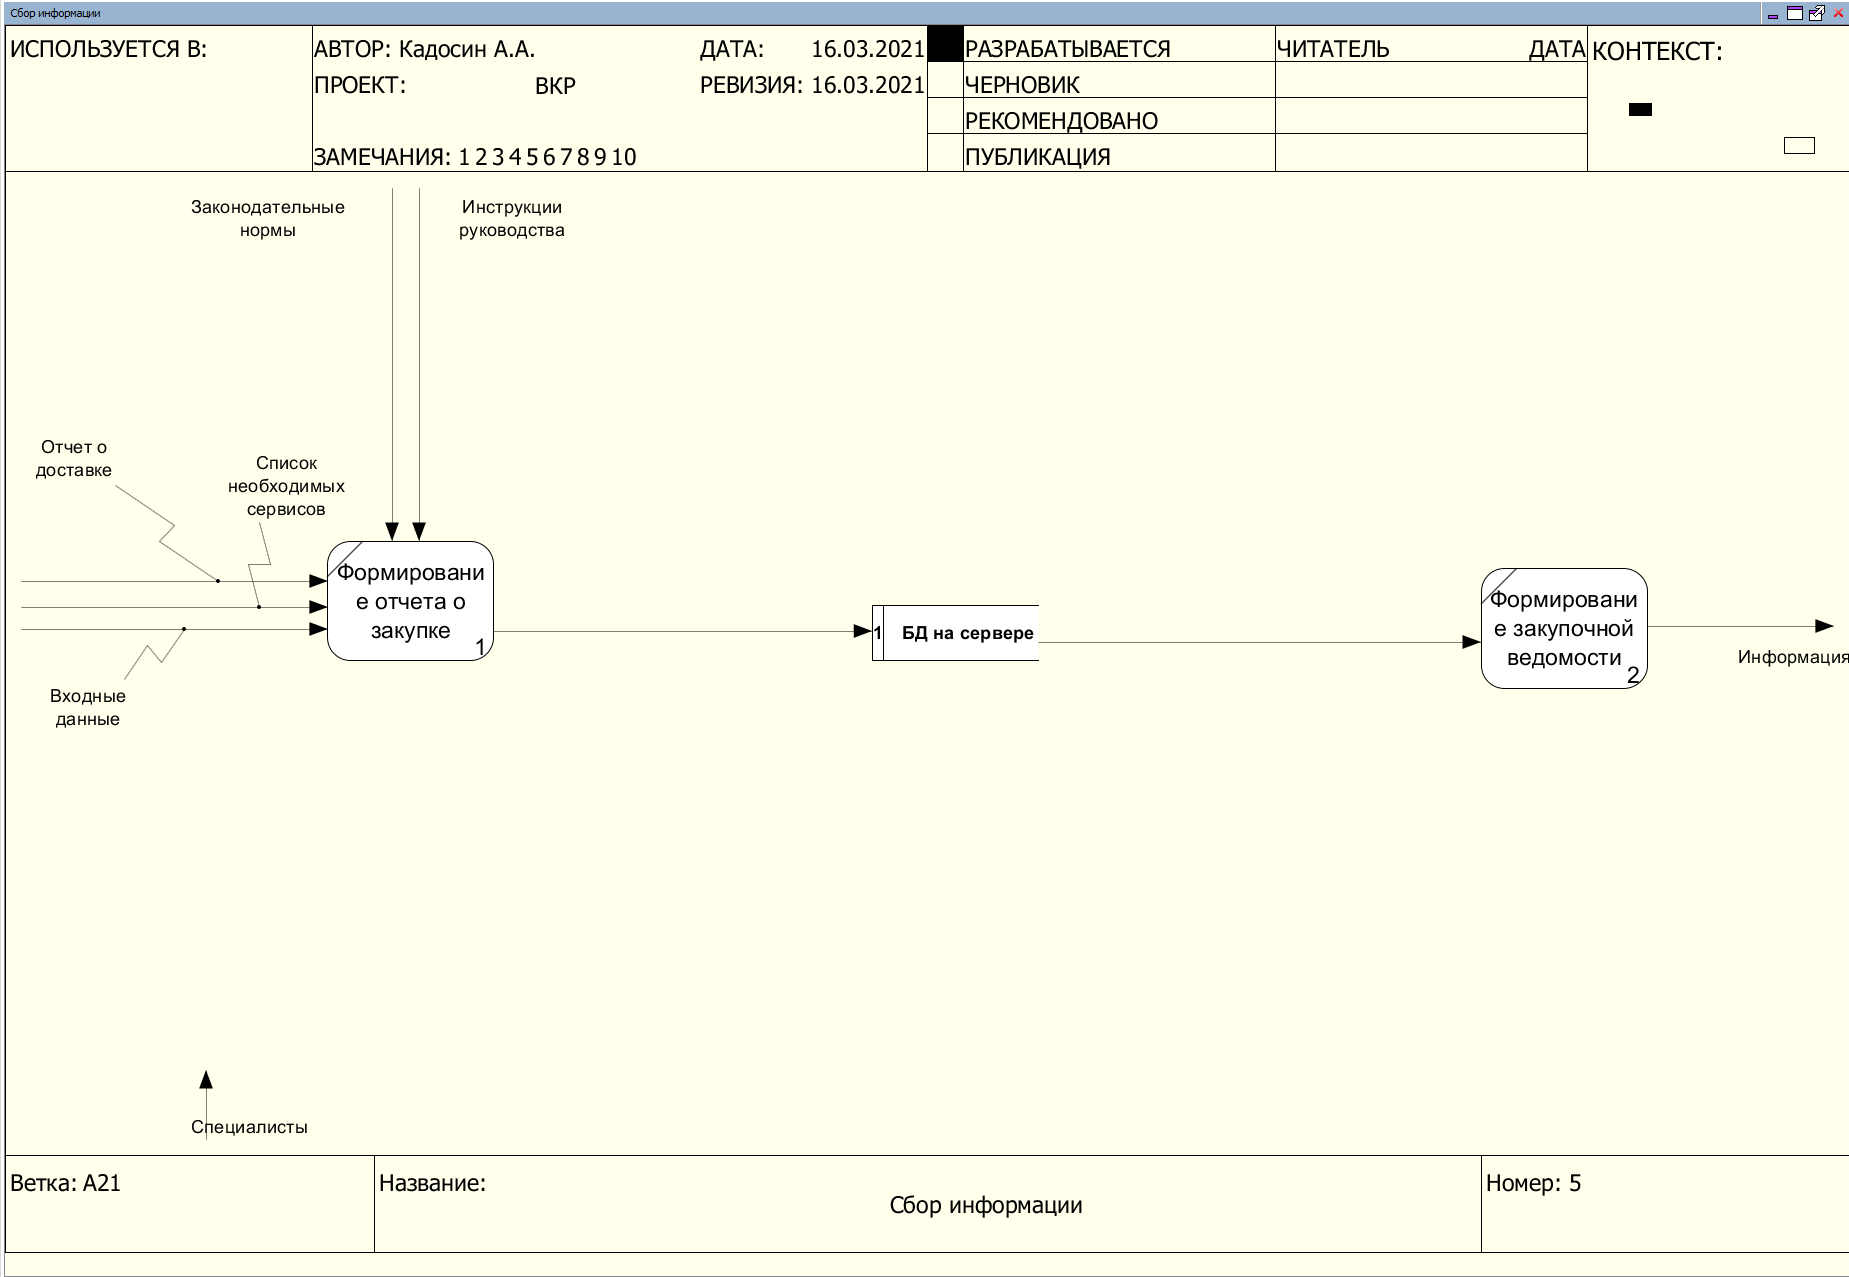 Сбор информации
ИСПОЛЬЗУЕТСЯ В:
АВТОР: Кадосин А.А.
ДАТА: 16.03.2021
ПРОЕКТ: ВКР
РЕВИЗИЯ: 16.03.2021
ЗАМЕЧАНИЯ: 1 2 3 4 5 6 7 8 9 10
РАЗРАБАТЫВАЕТСЯ
ЧЕРНОВИК
РЕКОМЕНДОВАНО
ПУБЛИКАЦИЯ
ЧИТАТЕЛЬ ДАТА
КОНТЕКСТ:
Законодательные
нормы
Инструкции
руководства
Отчет о
доставке
Список
необходимых
сервисов
Входные
данные
Формировани
е отчета о
закупке
1
1 БД на сервере
Формировани
е закупочной
ведомости
2
Информация
Специалисты
Ветка: A21
Название:
Сбор информации
Номер: 5